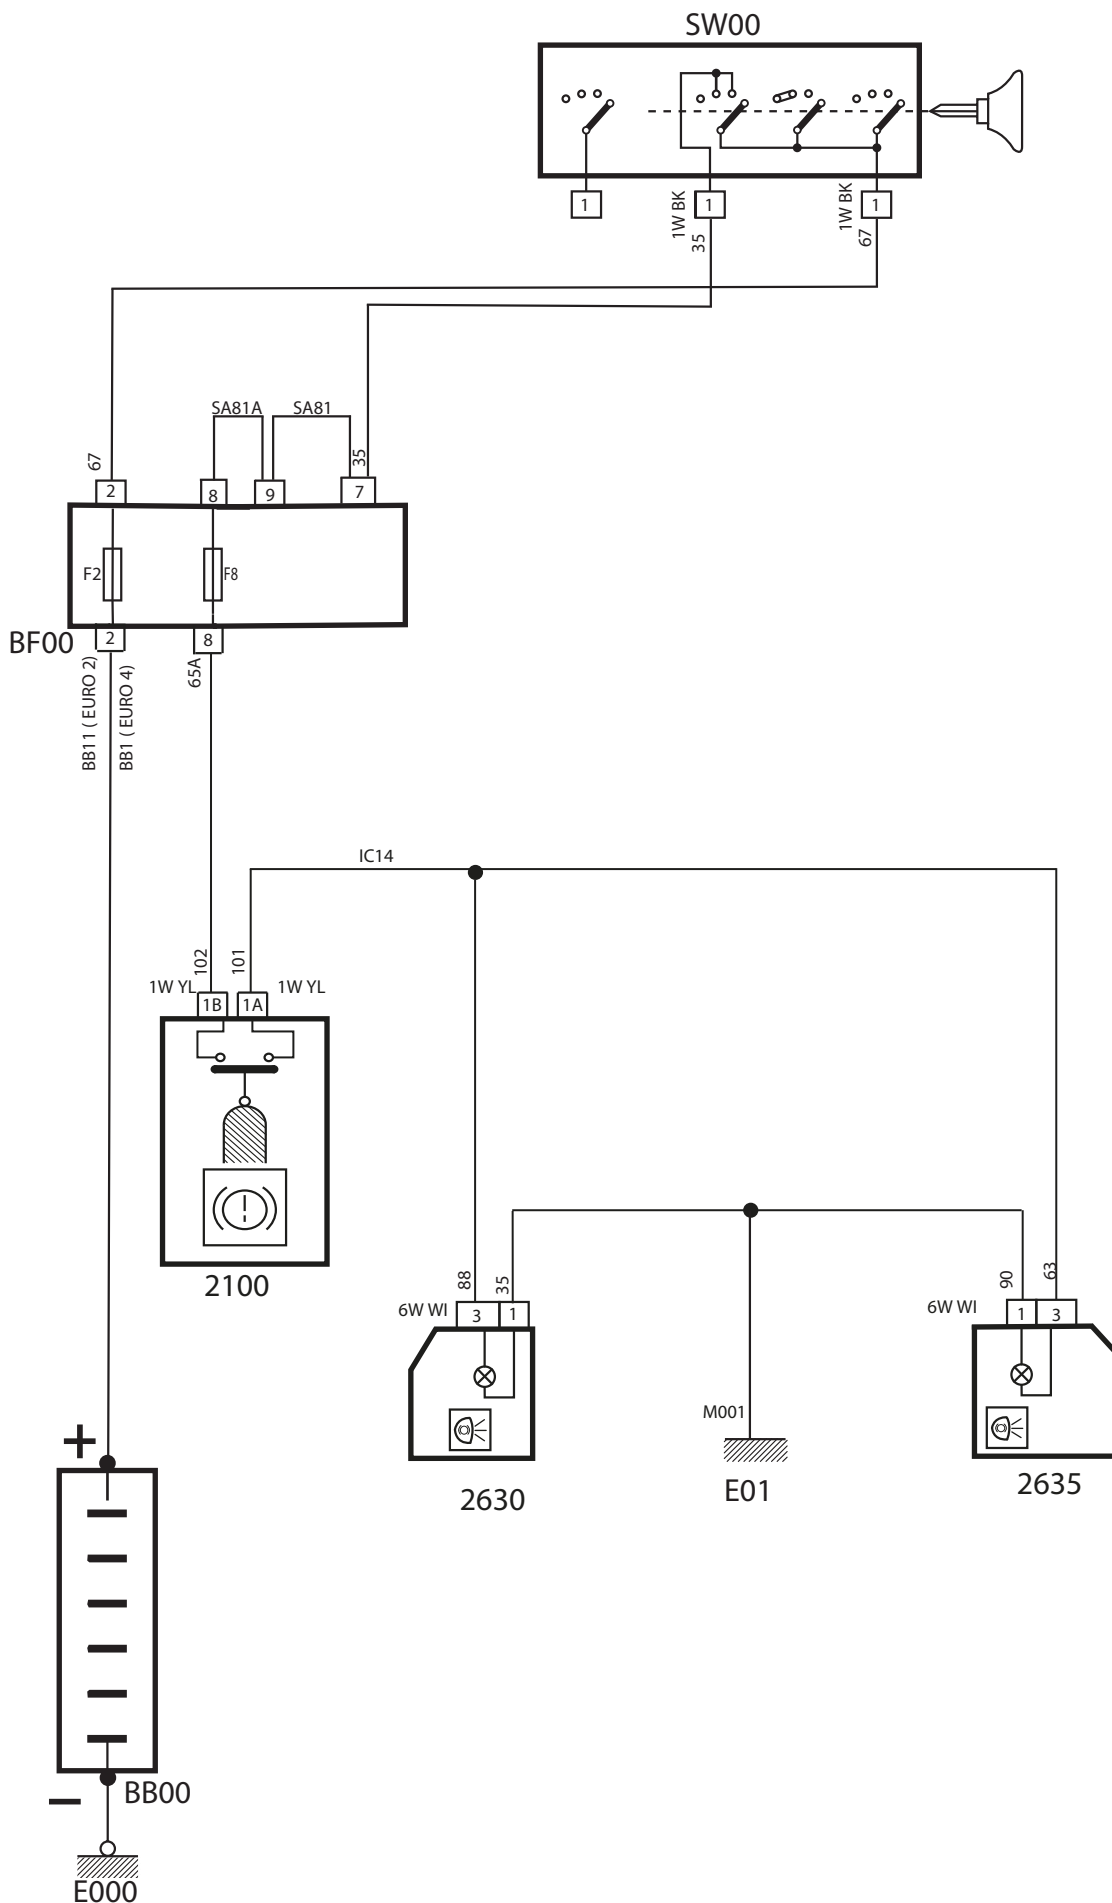 SW00
1
1
1
1W BK
35
1W BK
67
SA81A
SA81
67
35
2
8
9
7
F2
F8
BF00
2
8
BB11 ( EURO 2)
BB1 ( EURO 4)
65A
IC14
102
101
1W YL
1W YL
1B
1A
2100
88
35
90
63
6W WI
3
1
6W WI
1
3
M001
2630
E01
2635
+
−
BB00
E000